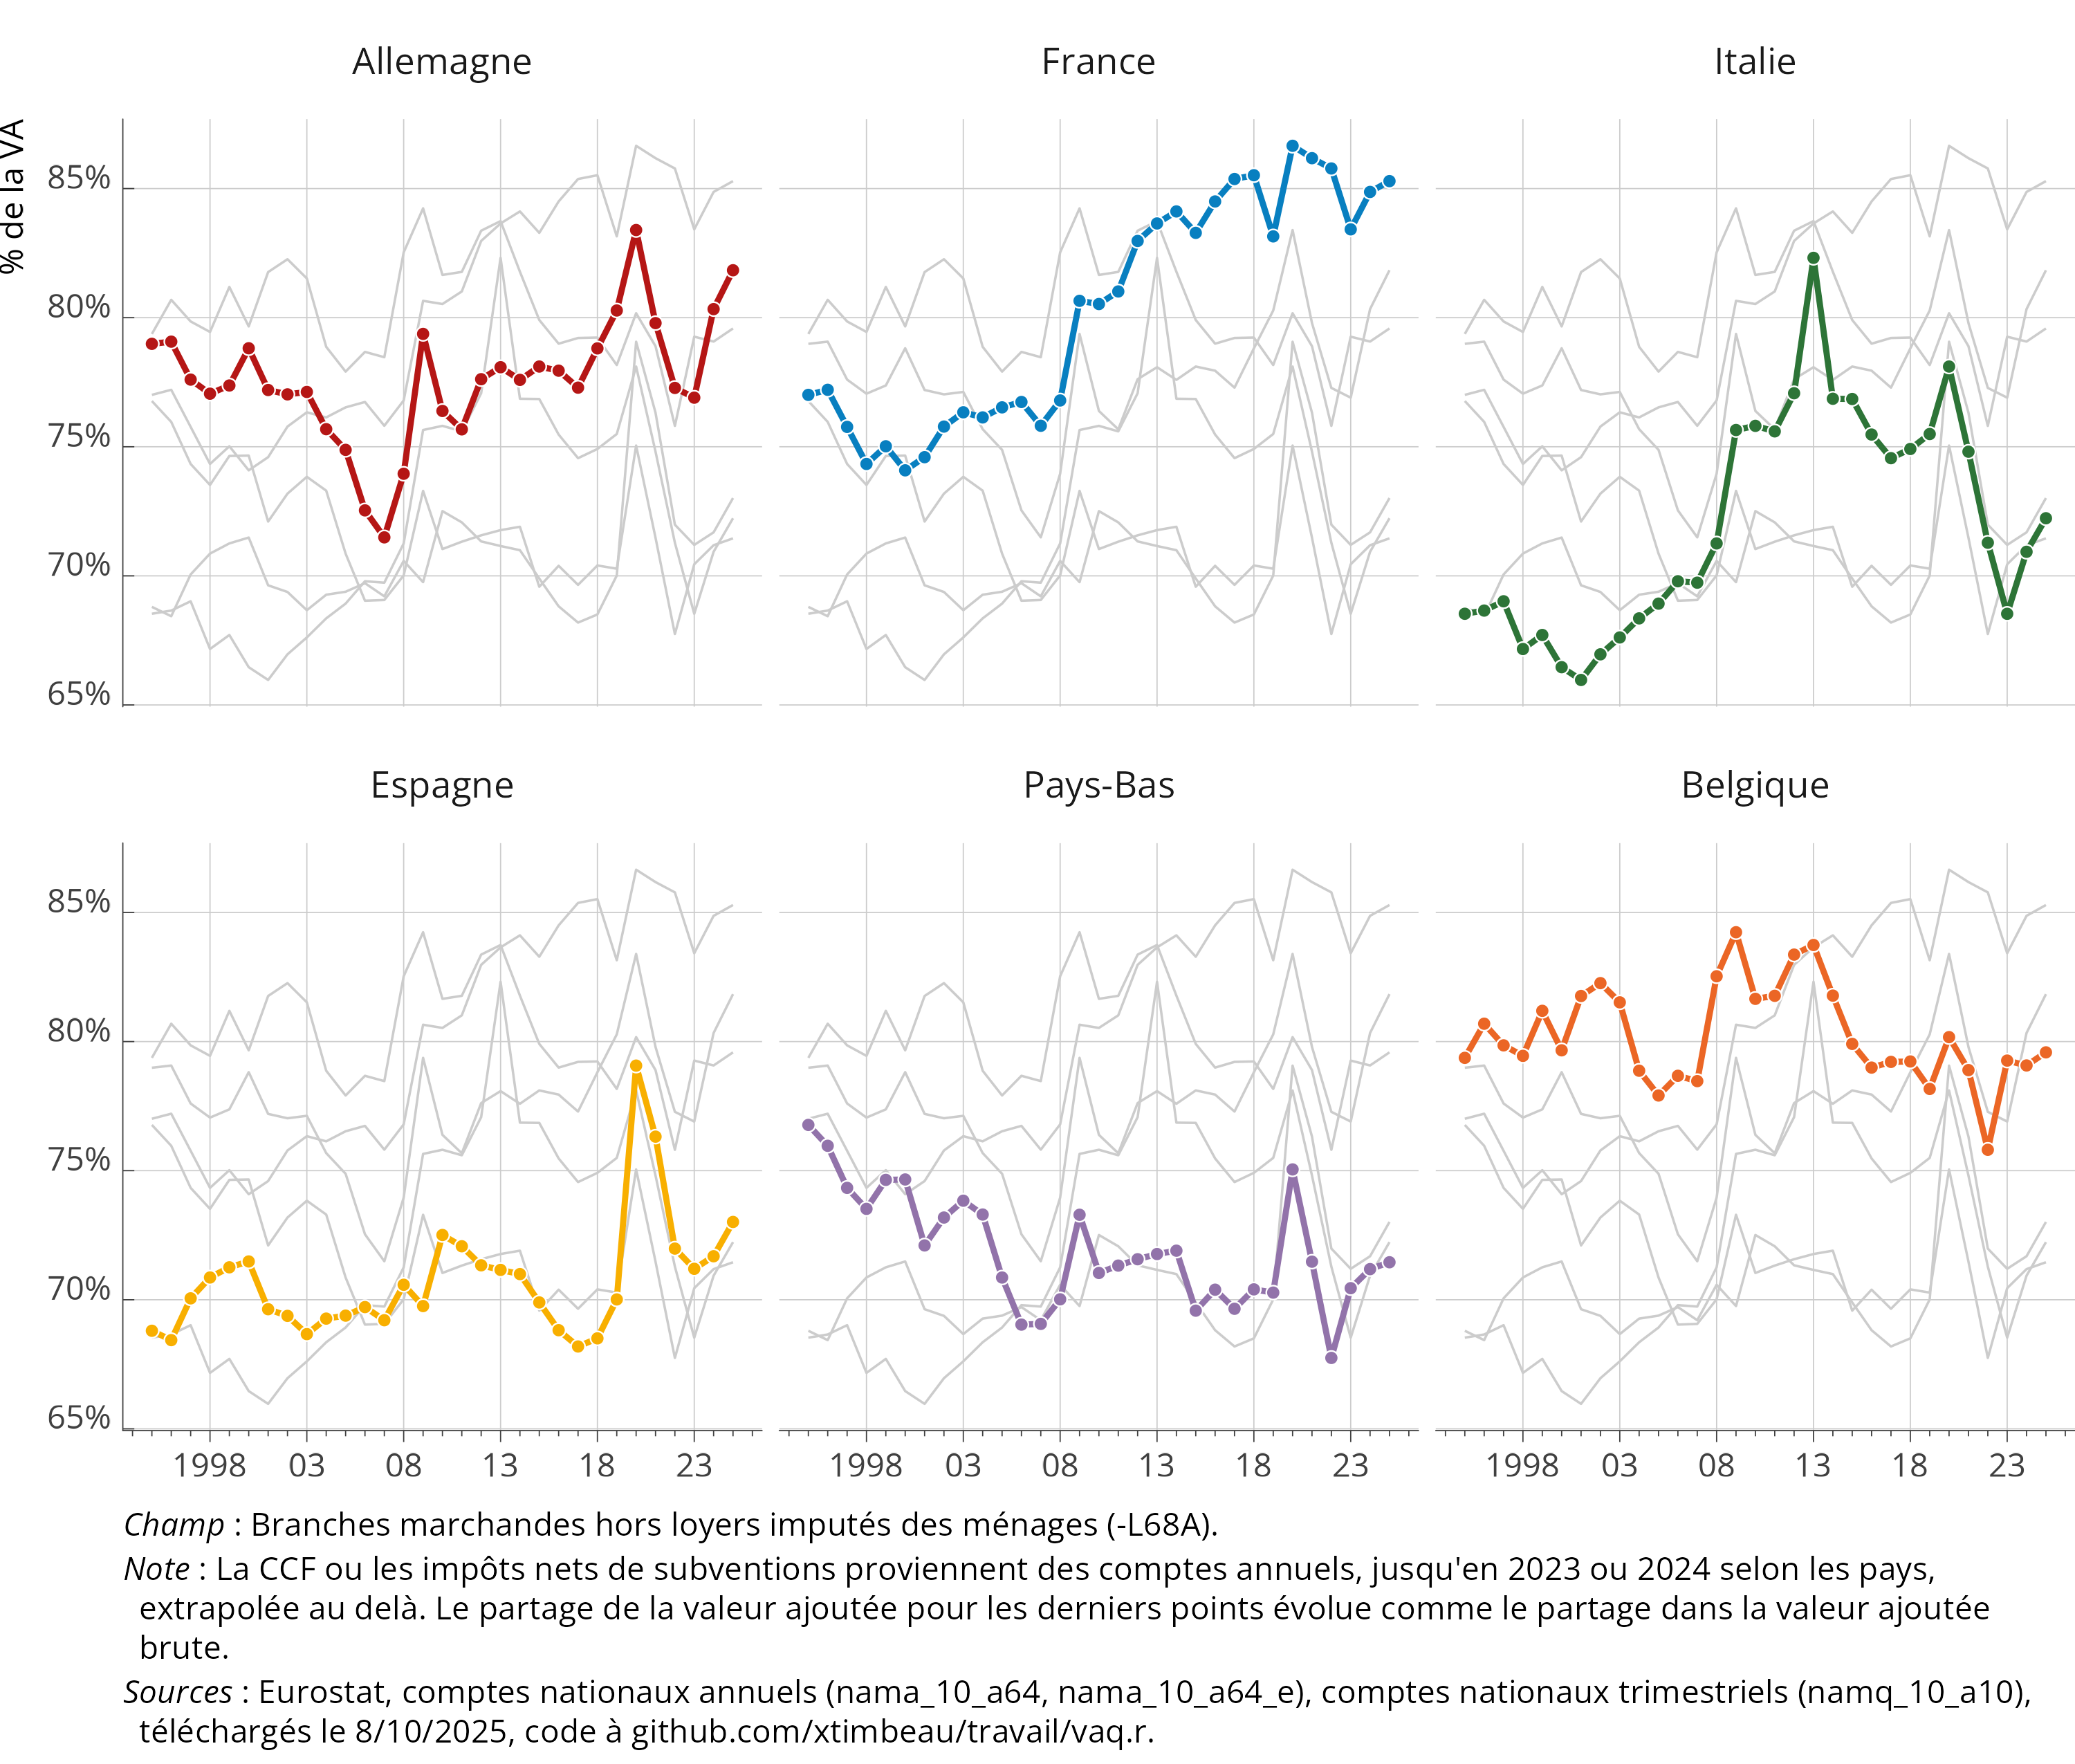 Allemagne
France
Italie
% de la VA
85%
80%
75%
70%
65%
Espagne
Pays-Bas
Belgique
85%
80%
75%
70%
65%
1998 03 08 13 18 23
1998 03 08 13 18 23
1998 03 08 13 18 23
Champ : Branches marchandes hors loyers imputés des ménages (-L68A).
Note : La CCF ou les impôts nets de subventions proviennent des comptes annuels, jusqu'en 2023 ou 2024 selon les pays,
extrapolée au delà. Le partage de la valeur ajoutée pour les derniers points évolue comme le partage dans la valeur ajoutée
brute.
Sources : Eurostat, comptes nationaux annuels (nama_10_a64, nama_10_a64_e), comptes nationaux trimestriels (namq_10_a10),
téléchargés le 8/10/2025, code à github.com/xtimbeau/travail/vaq.r.